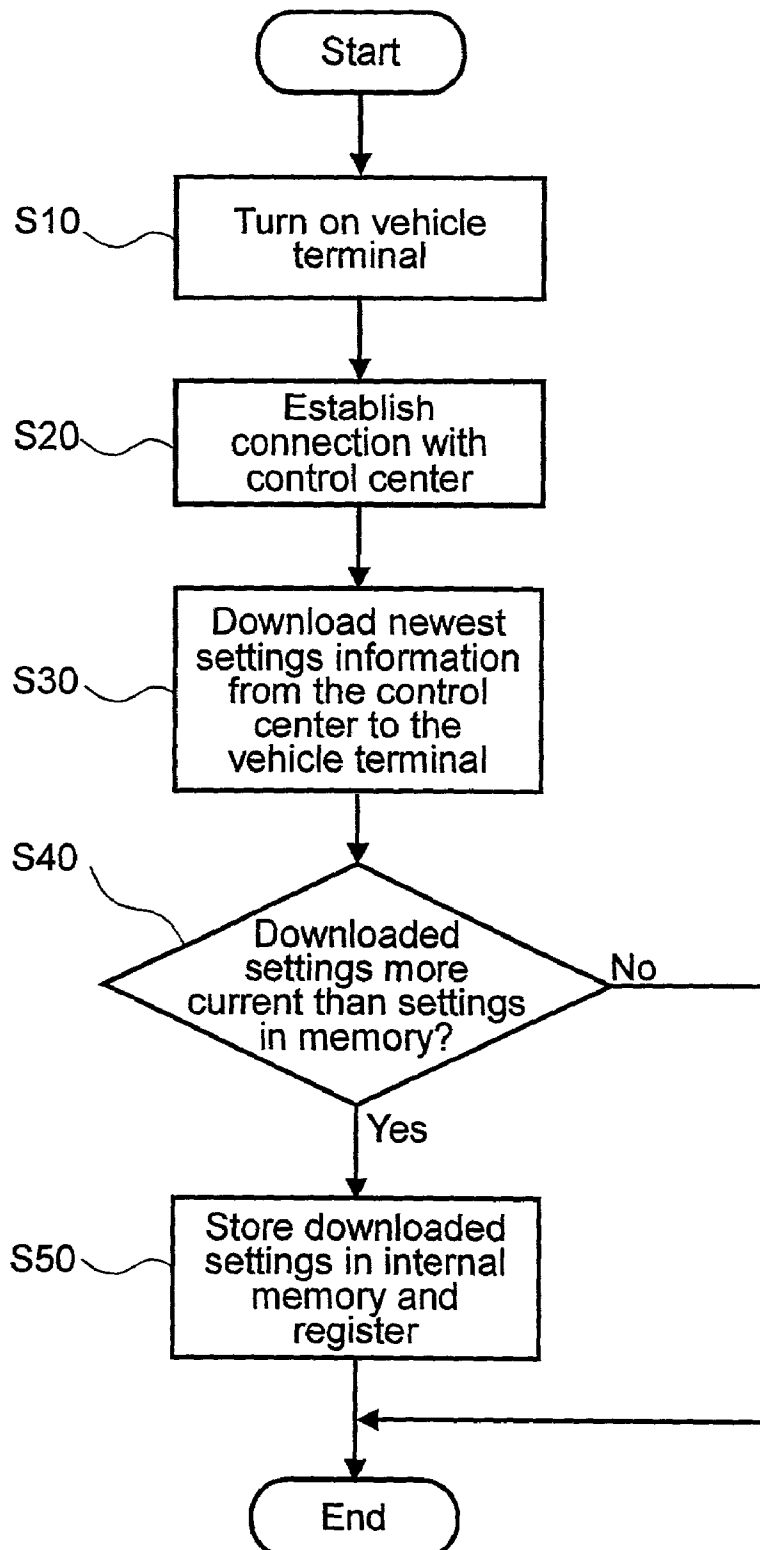 Start
S10
Turn on vehicle
terminal
S20
Establish
connection with
control center
S30
Download newest
settings information
from the control
center to the
vehicle terminal
S40
Downloaded
settings more
current than settings
in memory?
No
Yes
S50
Store downloaded
settings in internal
memory and
register
End